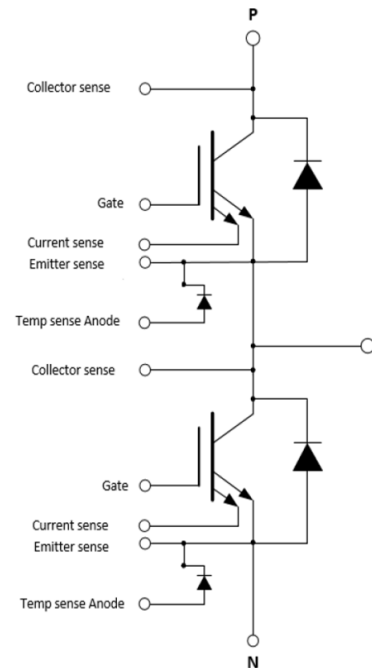 P
Collector sense
Gate
Current sense
Emitter sense
Temp sense Anode
Collector sense
Gate
Current sense
Emitter sense
Temp sense Anode
N